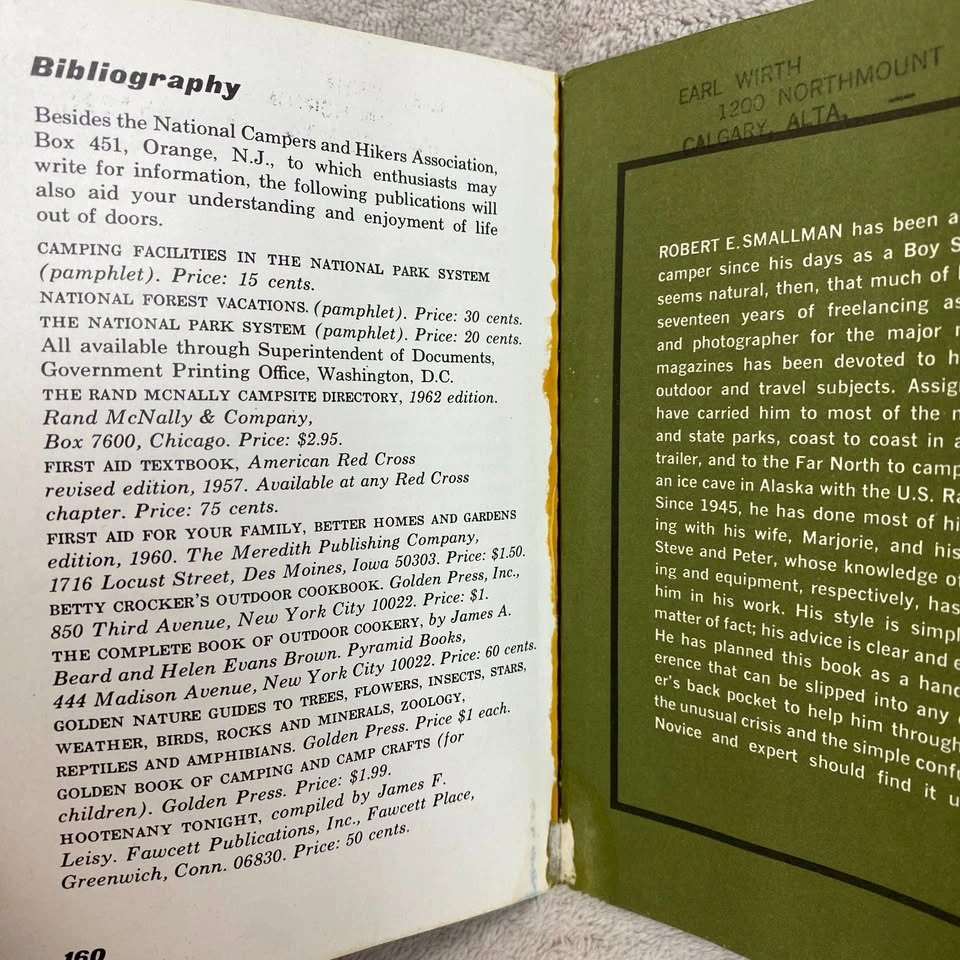 Bibliography
Besides the National Campers and Hikers Association,
Box 451, Orange, N.J., to which enthusiasts may
write for information, the following publications will
also aid your understanding and enjoyment of life
out of doors.
CAMPING FACILITIES IN THE NATIONAL PARK SYSTEM
(pamphlet). Price: 15 cents.
NATIONAL FOREST VACATIONS. (pamphlet). Price: 30 cents.
THE NATIONAL PARK SYSTEM (pamphlet). Price: 20 cents.
All available through Superintendent of Documents,
Government Printing Office, Washington, D.C.
THE RAND MCNALLY CAMPSITE DIRECTORY, 1962 edition.
Rand McNally & Company,
Box 7600, Chicago. Price: $2.95.
FIRST AID TEXTBOOK, American Red Cross
revised edition, 1957. Available at any Red Cross
chapter. Price: 75 cents.
FIRST AID FOR YOUR FAMILY, BETTER HOMES AND GARDENS
edition, 1960. The Meredith Publishing Company,
1716 Locust Street, Des Moines, Iowa 50303. Price: $1.50.
BETTY CROCKER'S OUTDOOR COOKBOOK. Golden Press, Inc.,
850 Third Avenue, New York City 10022. Price: $1.
THE COMPLETE BOOK OF OUTDOOR COOKERY, by James A.
Beard and Helen Evans Brown. Pyramid Books,
444 Madison Avenue, New York City 10022. Price: 60 cents.
GOLDEN NATURE GUIDES TO TREES, FLOWERS, INSECTS, STARS,
WEATHER, BIRDS, ROCKS AND MINERALS, ZOOLOGY,
REPTILES AND AMPHIBIANS. Golden Press. Price $1 each.
GOLDEN BOOK OF CAMPING AND CAMP CRAFTS (for
children). Golden Press. Price: $1.99.
HOOTENANY TONIGHT, compiled by James F.
Leisy. Fawcett Publications, Inc., Fawcett Place,
Greenwich, Conn. 06830. Price: 50 cents.
160
EARL WIRTH
1200 NORTHMOUNT
CALGARY, ALTA.
ROBERT E. SMALLMAN has been a
camper since his days as a Boy S
seems natural, then, that much of
seventeen years of freelancing as
and photographer for the major
magazines has been devoted to h
outdoor and travel subjects. Assig
have carried him to most of the
and state parks, coast to coast in a
trailer, and to the Far North to camp
an ice cave in Alaska with the U.S. Ra
Since 1945, he has done most of hi
ing with his wife, Marjorie, and his
Steve and Peter, whose knowledge of
ing and equipment, respectively, has
him in his work. His style is simpl
matter of fact; his advice is clear and e
He has planned this book as a hand
erence that can be slipped into any
er's back pocket to help him through
the unusual crisis and the simple confu
Novice and expert should find it u